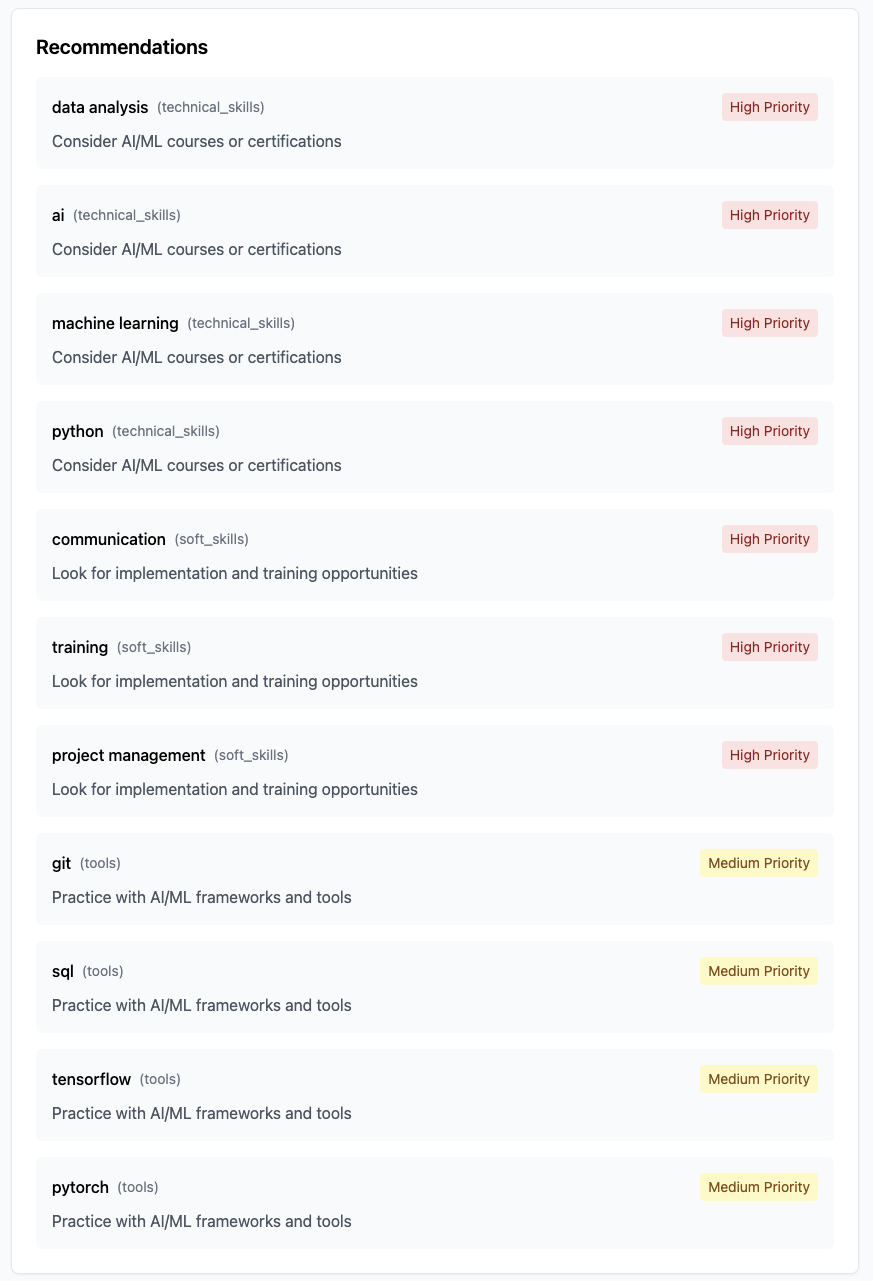 Recommendations
data analysis (technical_skills) High Priority
Consider AI/ML courses or certifications
ai (technical_skills) High Priority
Consider AI/ML courses or certifications
machine learning (technical_skills) High Priority
Consider AI/ML courses or certifications
python (technical_skills) High Priority
Consider AI/ML courses or certifications
communication (soft_skills) High Priority
Look for implementation and training opportunities
training (soft_skills) High Priority
Look for implementation and training opportunities
project management (soft_skills) High Priority
Look for implementation and training opportunities
git (tools) Medium Priority
Practice with AI/ML frameworks and tools
sql (tools) Medium Priority
Practice with AI/ML frameworks and tools
tensorflow (tools) Medium Priority
Practice with AI/ML frameworks and tools
pytorch (tools) Medium Priority
Practice with AI/ML frameworks and tools